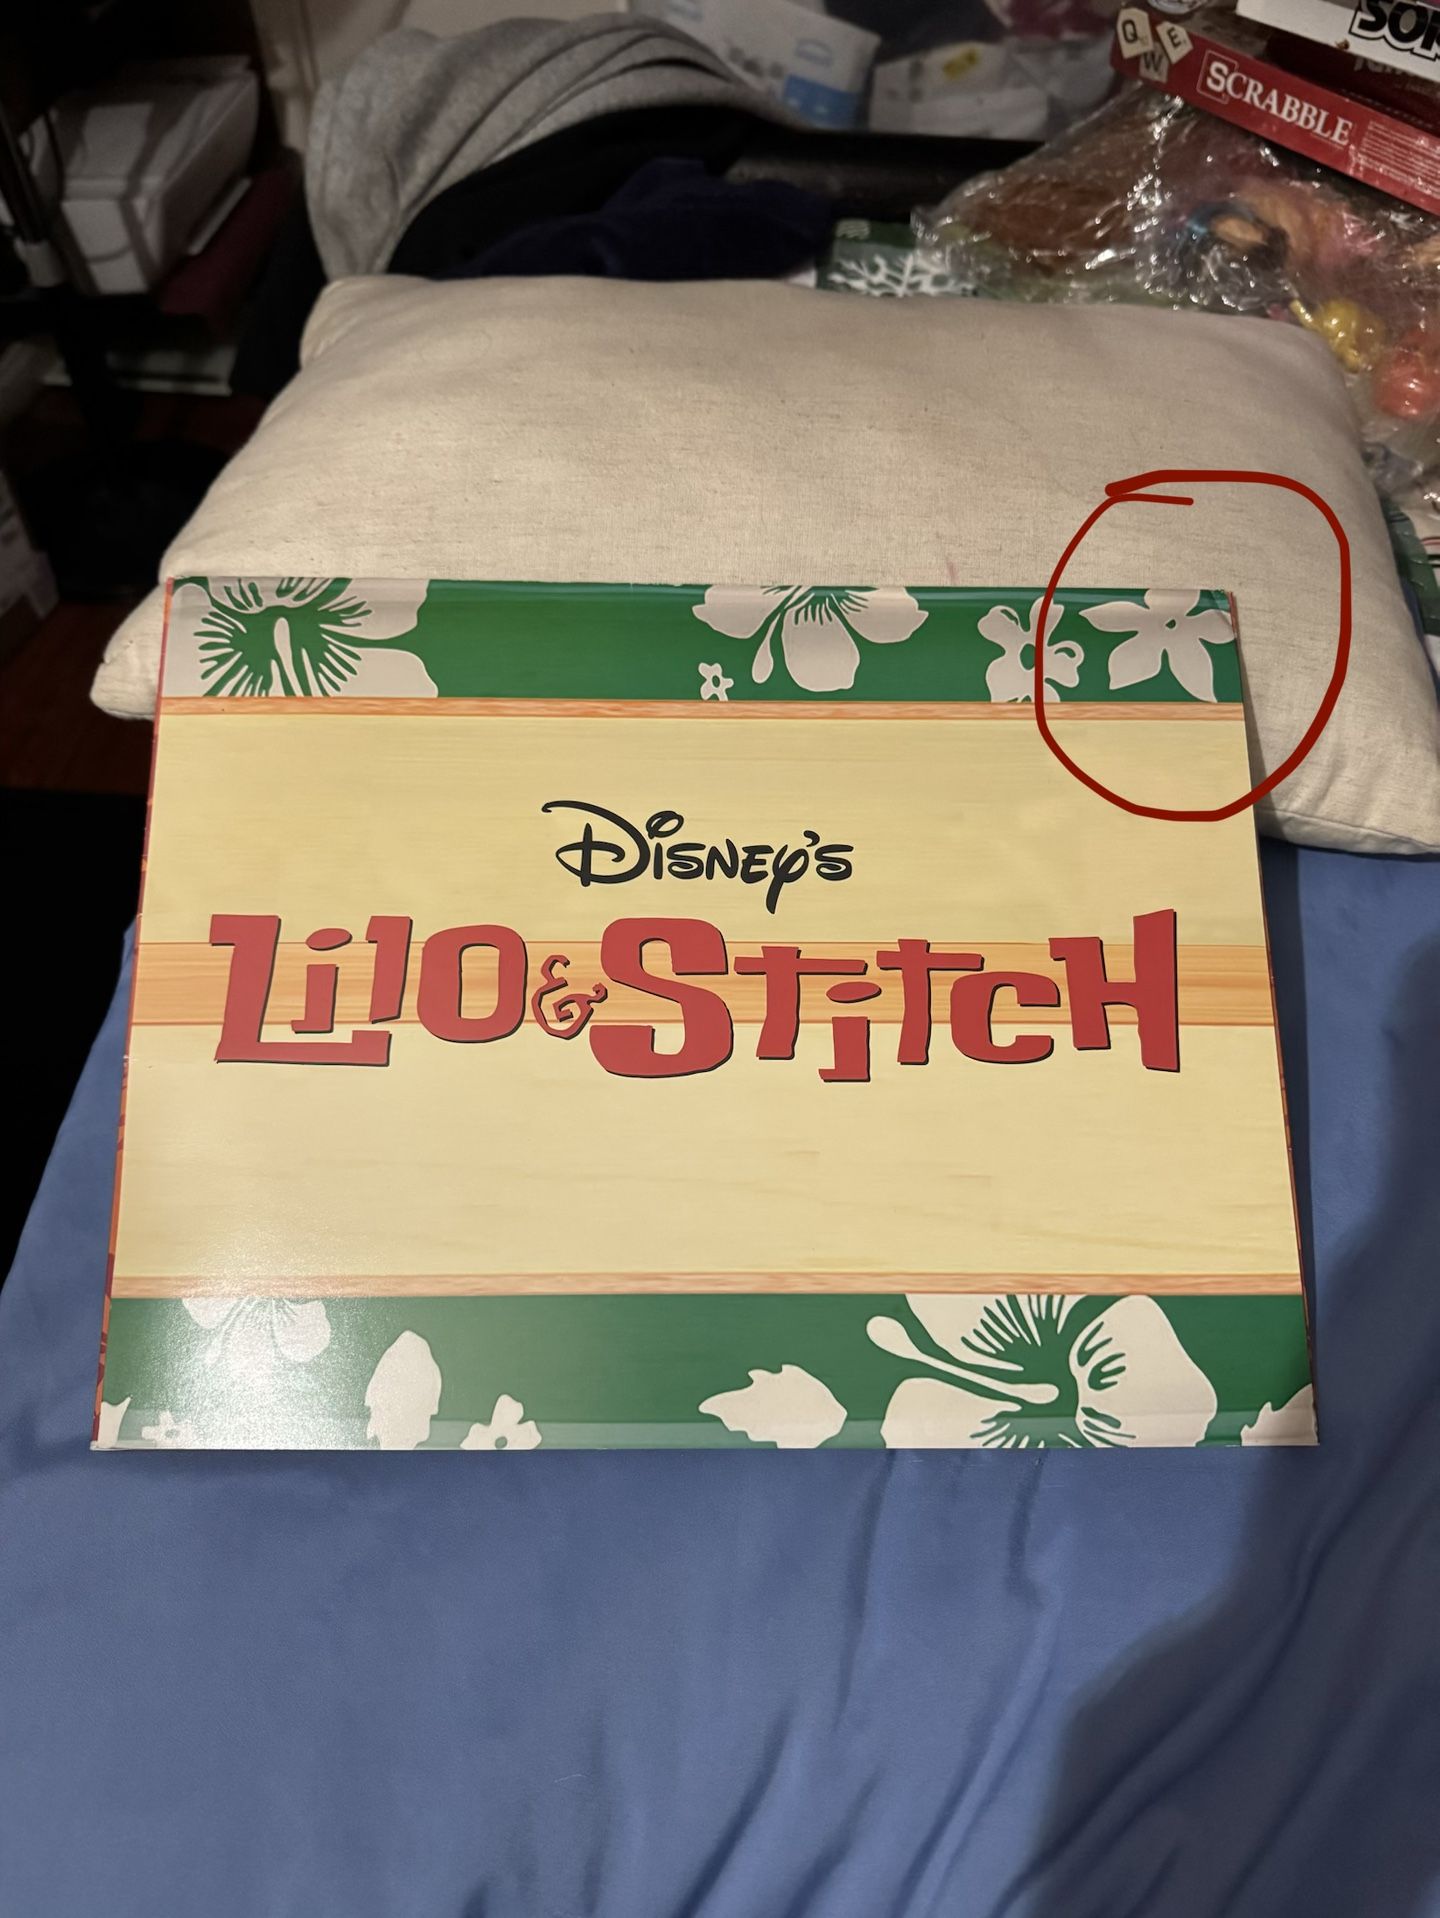 Q
W
E
SCRABBLE
DISNEY'S
Lilo & Stitch